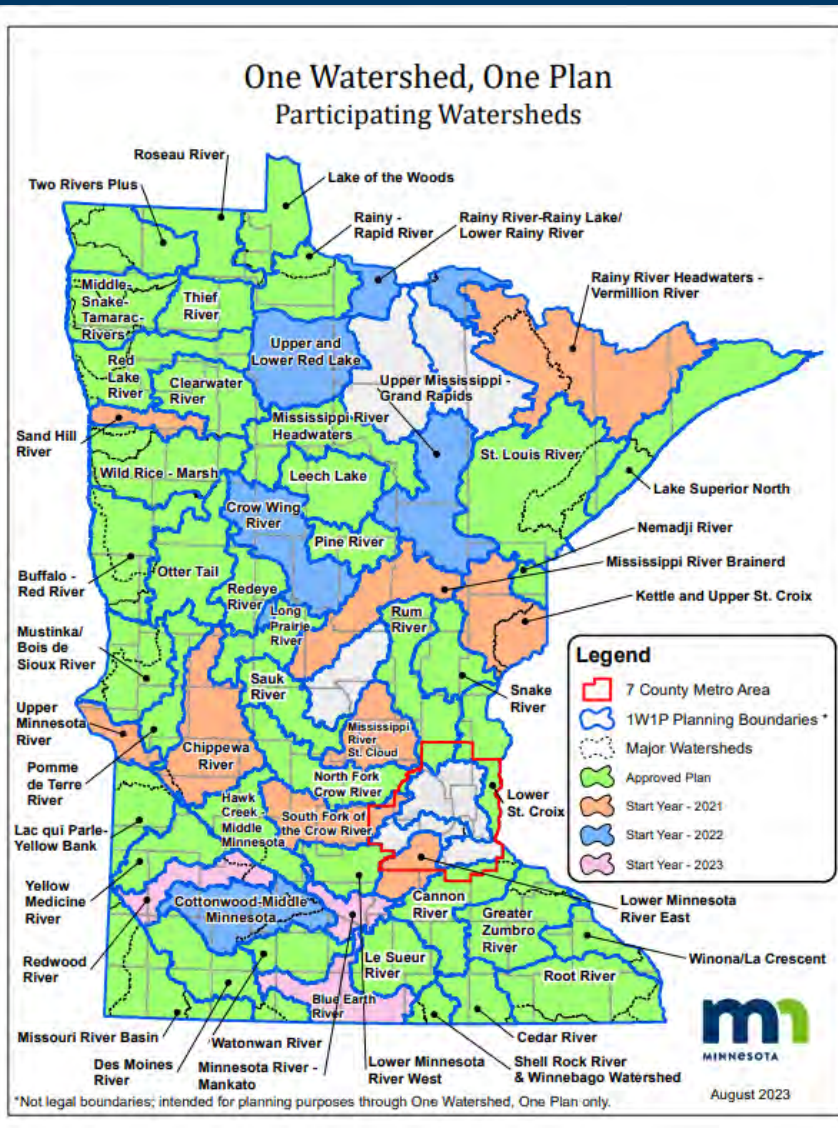 One Watershed, One Plan
Participating Watersheds
Roseau River
Two Rivers Plus
Lake of the Woods
Rainy -
Rapid River
Rainy River-Rainy Lake/
Lower Rainy River
Rainy River Headwaters -
Vermillion River
Middle-
Snake-
Tamarac-
Rivers
Thief
River
Upper and
Lower Red Lake
Red
Lake
River
Clearwater
River
Upper Mississippi -
Grand Rapids
Sand Hill
River
Mississippi River
Headwaters
St. Louis River
Wild Rice - Marsh
Leech Lake
Lake Superior North
Crow Wing
River
Nemadji River
Pine River
Mississippi River Brainerd
Buffalo -
Red River
Otter Tail
Redeye
River
Kettle and Upper St. Croix
Long
Prairie
River
Rum
River
Mustinka/
Bois de
Sioux River
Sauk
River
Snake
River
Upper
Minnesota
River
Chippewa
River
Mississippi
River
St. Cloud
Pomme
de Terre
River
North Fork
Crow River
Lower
St. Croix
Hawk
Creek -
Middle
Minnesota
South Fork of
the Crow River
Lac qui Parle-
Yellow Bank
Yellow
Medicine
River
Cottonwood-Middle
Minnesota
Cannon
River
Lower Minnesota
River East
Greater
Zumbro
River
Redwood
River
Le Sueur
River
Winona/La Crescent
Root River
Blue Earth
River
Missouri River Basin
Watonwan River
Cedar River
Des Moines
River
Minnesota River -
Mankato
Lower Minnesota
River West
Shell Rock River
& Winnebago Watershed
Legend
7 County Metro Area
1W1P Planning Boundaries *
Major Watersheds
Approved Plan
Start Year - 2021
Start Year - 2022
Start Year - 2023
mn
MINNESOTA
August 2023
*Not legal boundaries; intended for planning purposes through One Watershed, One Plan only.